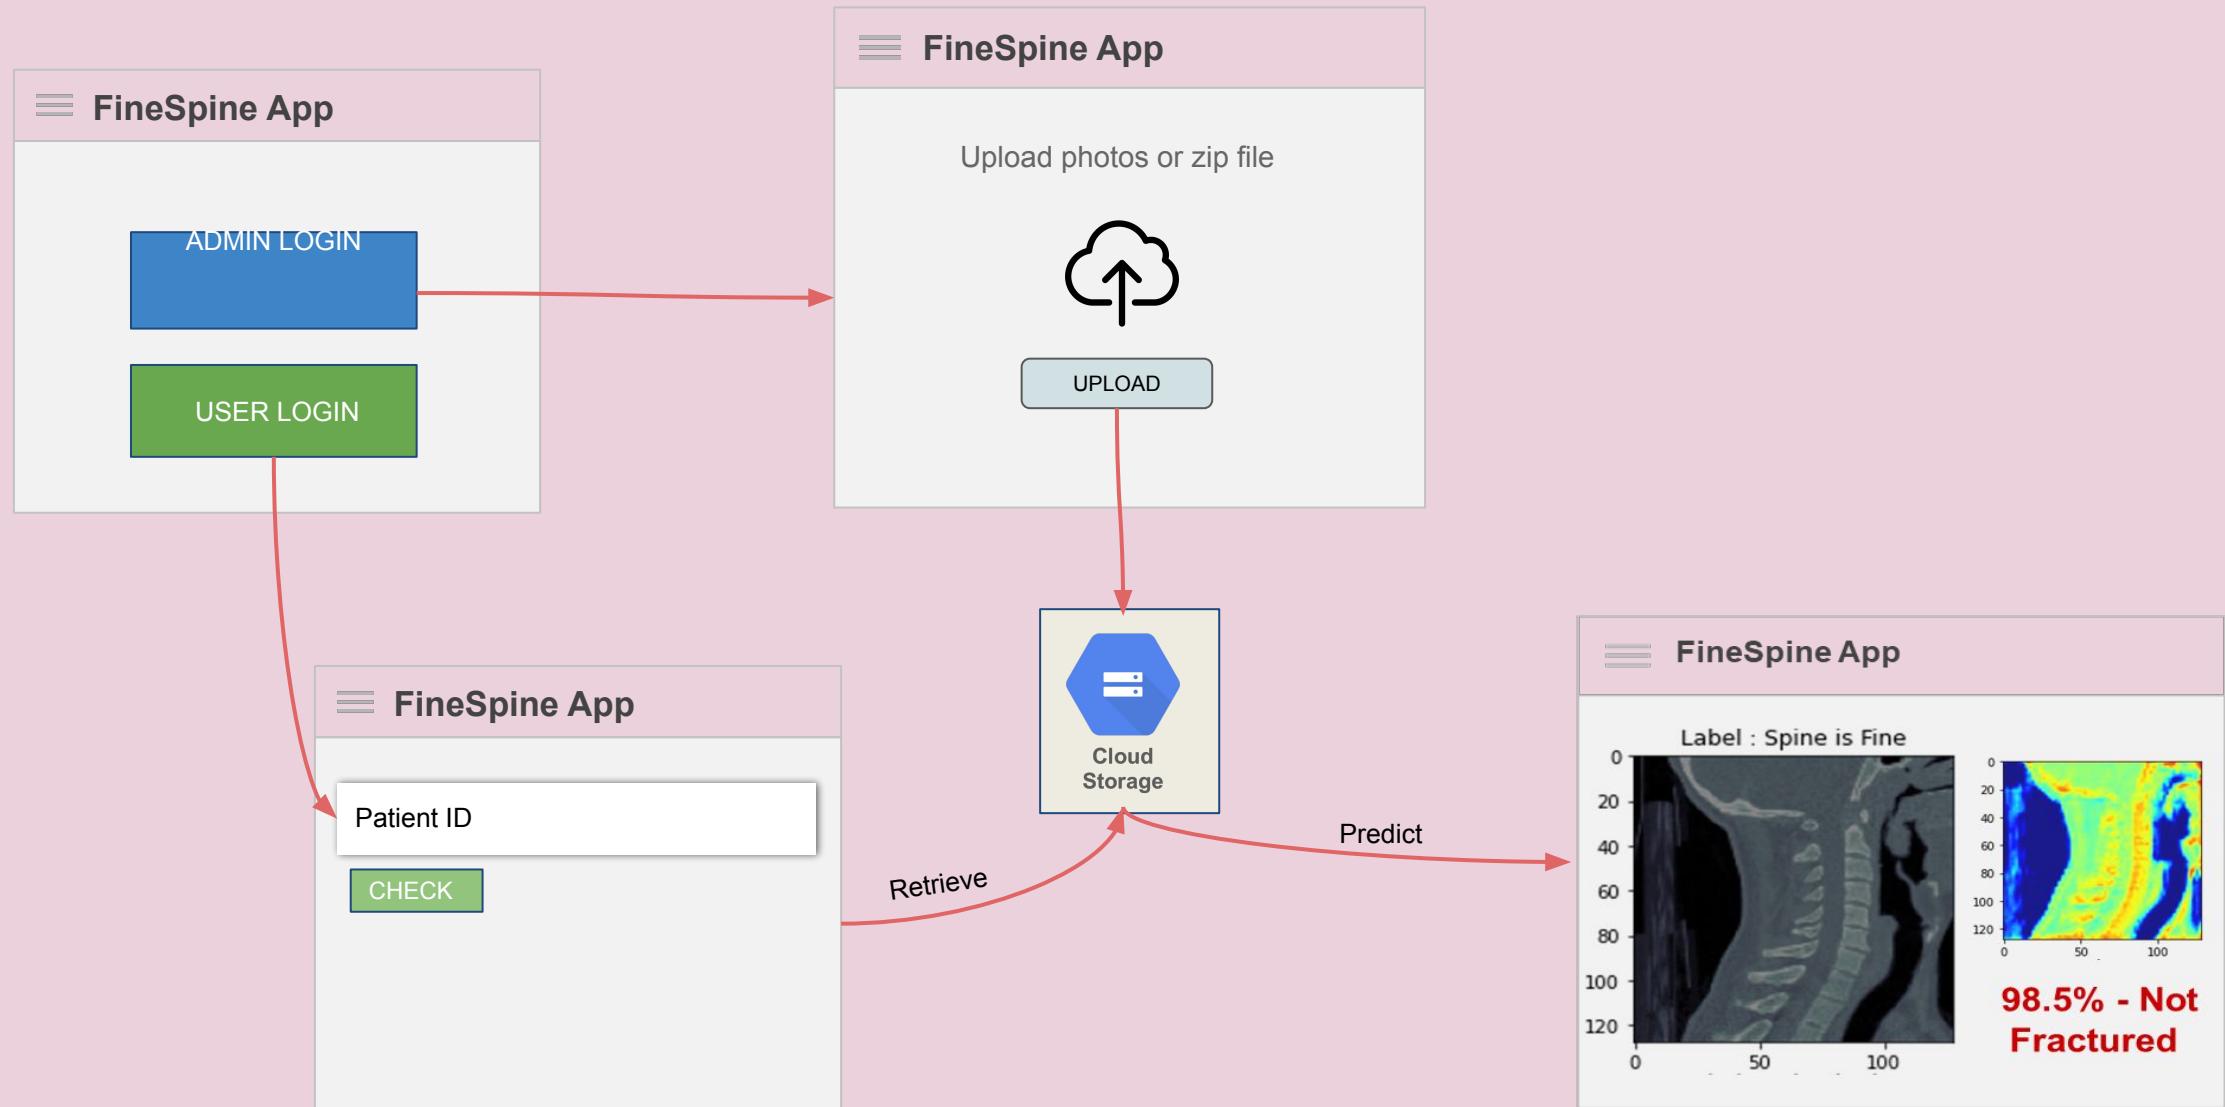 FineSpine App
ADMIN LOGIN
USER LOGIN
FineSpine App
Upload photos or zip file
UPLOAD
Cloud
Storage
FineSpine App
Patient ID
CHECK
Retrieve
Predict
FineSpine App
Label : Spine is Fine
0
20
40
60
80
100
120
0 50 100
0
20
40
60
80
100
120
0 50 100
98.5% - Not
Fractured